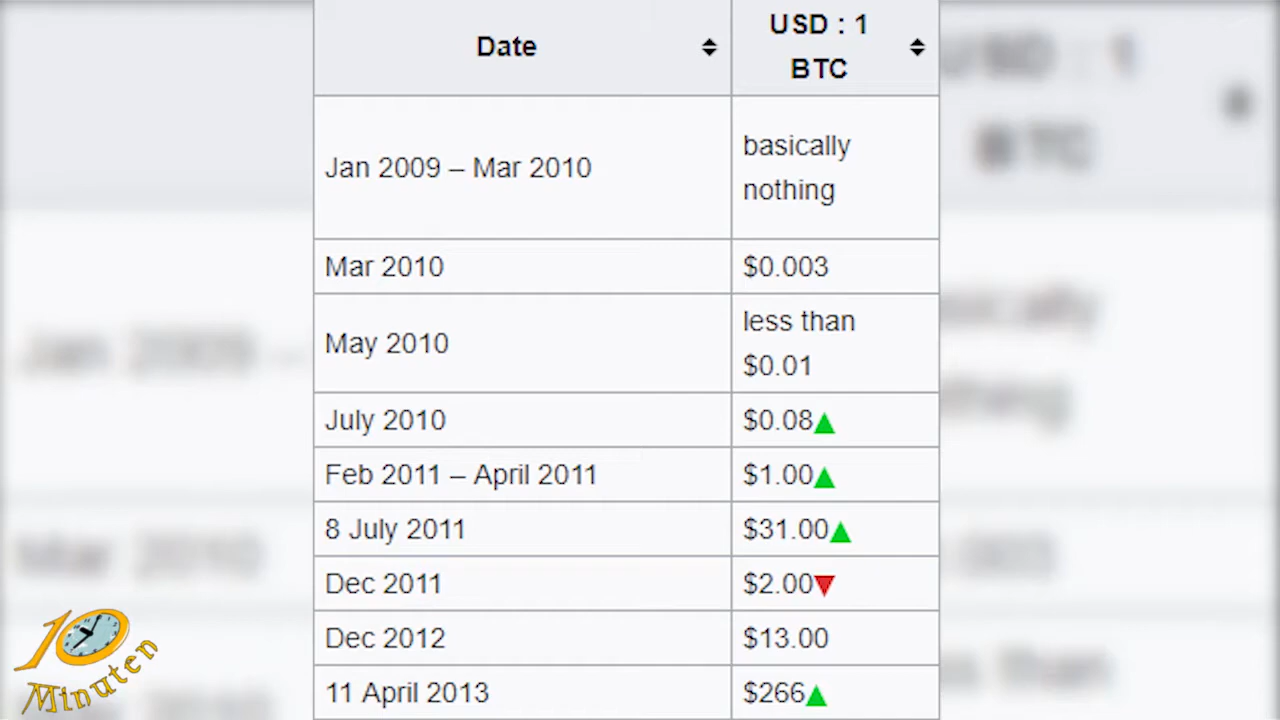 Date
USD : 1
BTC
Jan 2009 – Mar 2010
basically
nothing
Mar 2010
$0.003
May 2010
less than
$0.01
July 2010
$0.08▲
Feb 2011 – April 2011
$1.00▲
8 July 2011
$31.00▲
Dec 2011
$2.00▼
Dec 2012
$13.00
11 April 2013
$266▲
10
Minuten